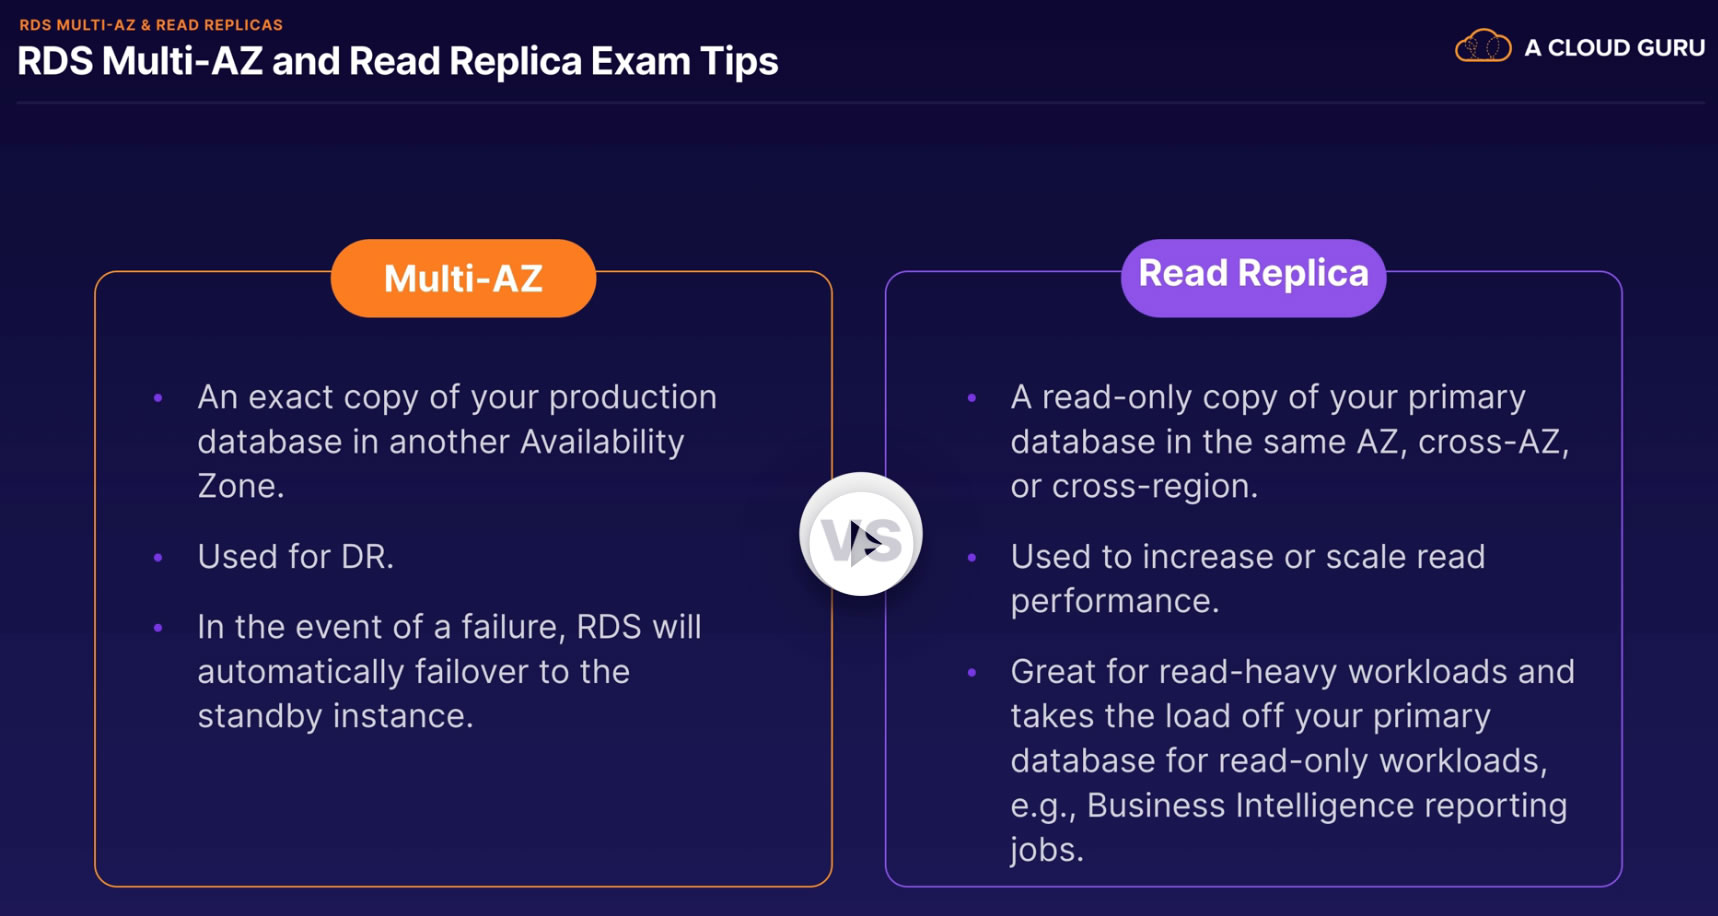 RDS MULTI-AZ & READ REPLICAS
RDS Multi-AZ and Read Replica Exam Tips
A CLOUD GURU
Multi-AZ
• An exact copy of your production
database in another Availability
Zone.
• Used for DR.
• In the event of a failure, RDS will
automatically failover to the
standby instance.
VS
Read Replica
• A read-only copy of your primary
database in the same AZ, cross-AZ,
or cross-region.
• Used to increase or scale read
performance.
• Great for read-heavy workloads and
takes the load off your primary
database for read-only workloads,
e.g., Business Intelligence reporting
jobs.